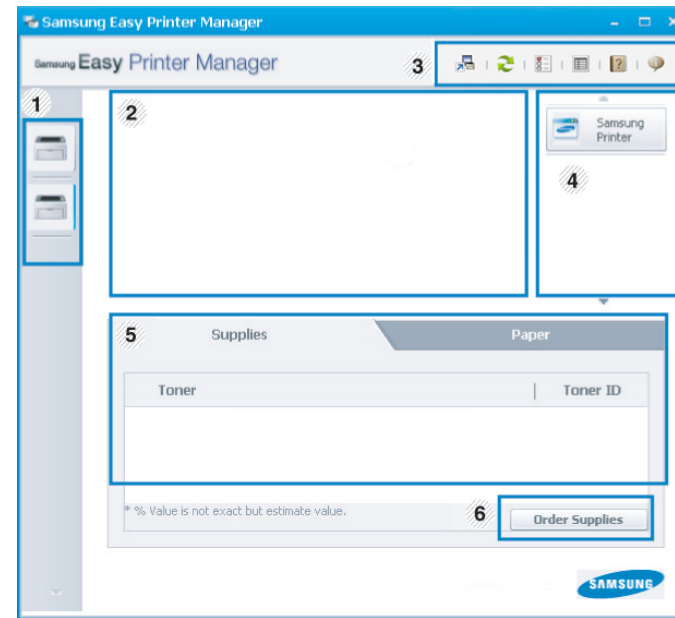 Samsung Easy Printer Manager
Samsung Easy Printer Manager
3
1
2
Samsung
Printer
4
5
Supplies
Paper
Toner
Toner ID
* % Value is not exact but estimate value.
6
Order Supplies
SAMSUNG